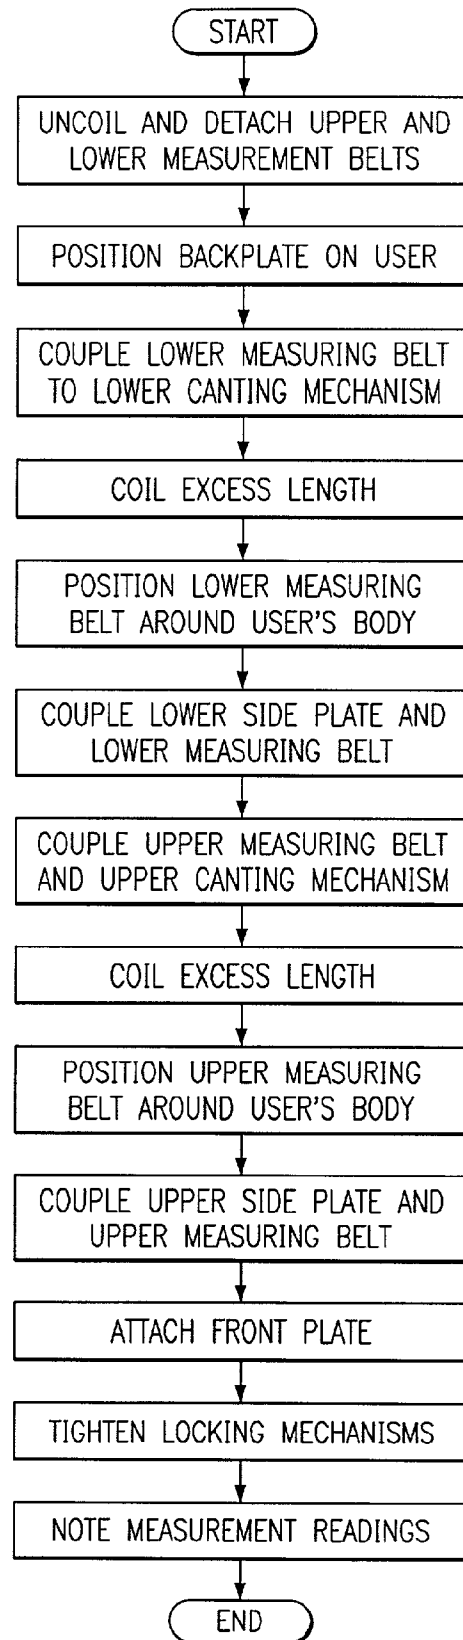 START
UNCOIL AND DETACH UPPER AND
LOWER MEASUREMENT BELTS
POSITION BACKPLATE ON USER
COUPLE LOWER MEASURING BELT
TO LOWER CANTING MECHANISM
COIL EXCESS LENGTH
POSITION LOWER MEASURING
BELT AROUND USER'S BODY
COUPLE LOWER SIDE PLATE AND
LOWER MEASURING BELT
COUPLE UPPER MEASURING BELT
AND UPPER CANTING MECHANISM
COIL EXCESS LENGTH
POSITION UPPER MEASURING
BELT AROUND USER'S BODY
COUPLE UPPER SIDE PLATE AND
UPPER MEASURING BELT
ATTACH FRONT PLATE
TIGHTEN LOCKING MECHANISMS
NOTE MEASUREMENT READINGS
END